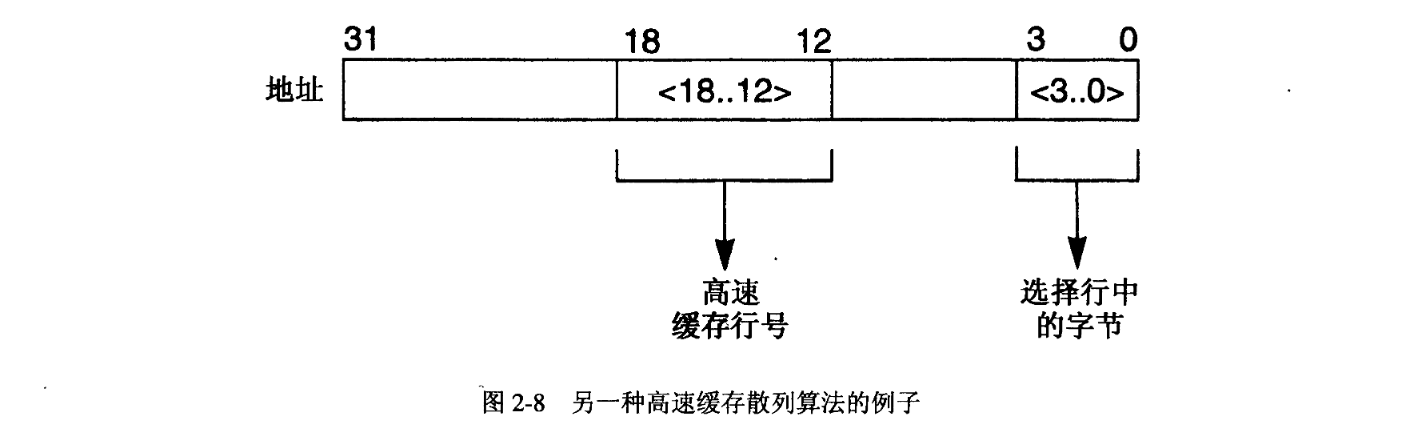 31 18 12 3 0
地址 <18..12> <3..0>
高速 选择行中
缓存行号 的字节
图 2-8 另一种高速缓存散列算法的例子